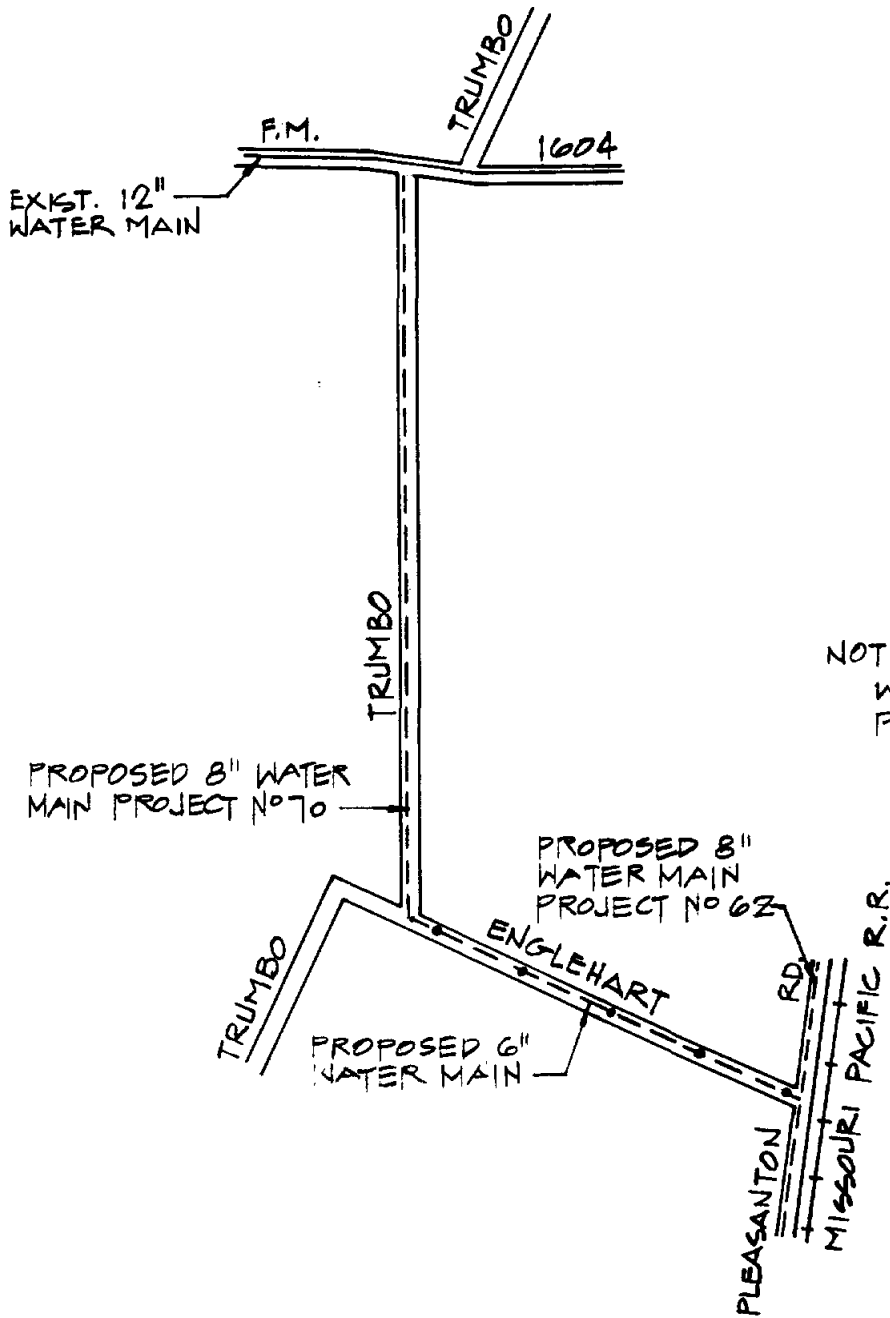 TRUMBO
F.M.
1604
EXIST. 12"
WATER MAIN
TRUMBO
NOT
PROPOSED 8" WATER
MAIN PROJECT Nº 70
PROPOSED 8"
WATER MAIN
PROJECT Nº 62
ENGLEHART
RD.
MISSOURI PACIFIC R.R.
TRUMBO
PROPOSED 6"
WATER MAIN
PLEASANTON